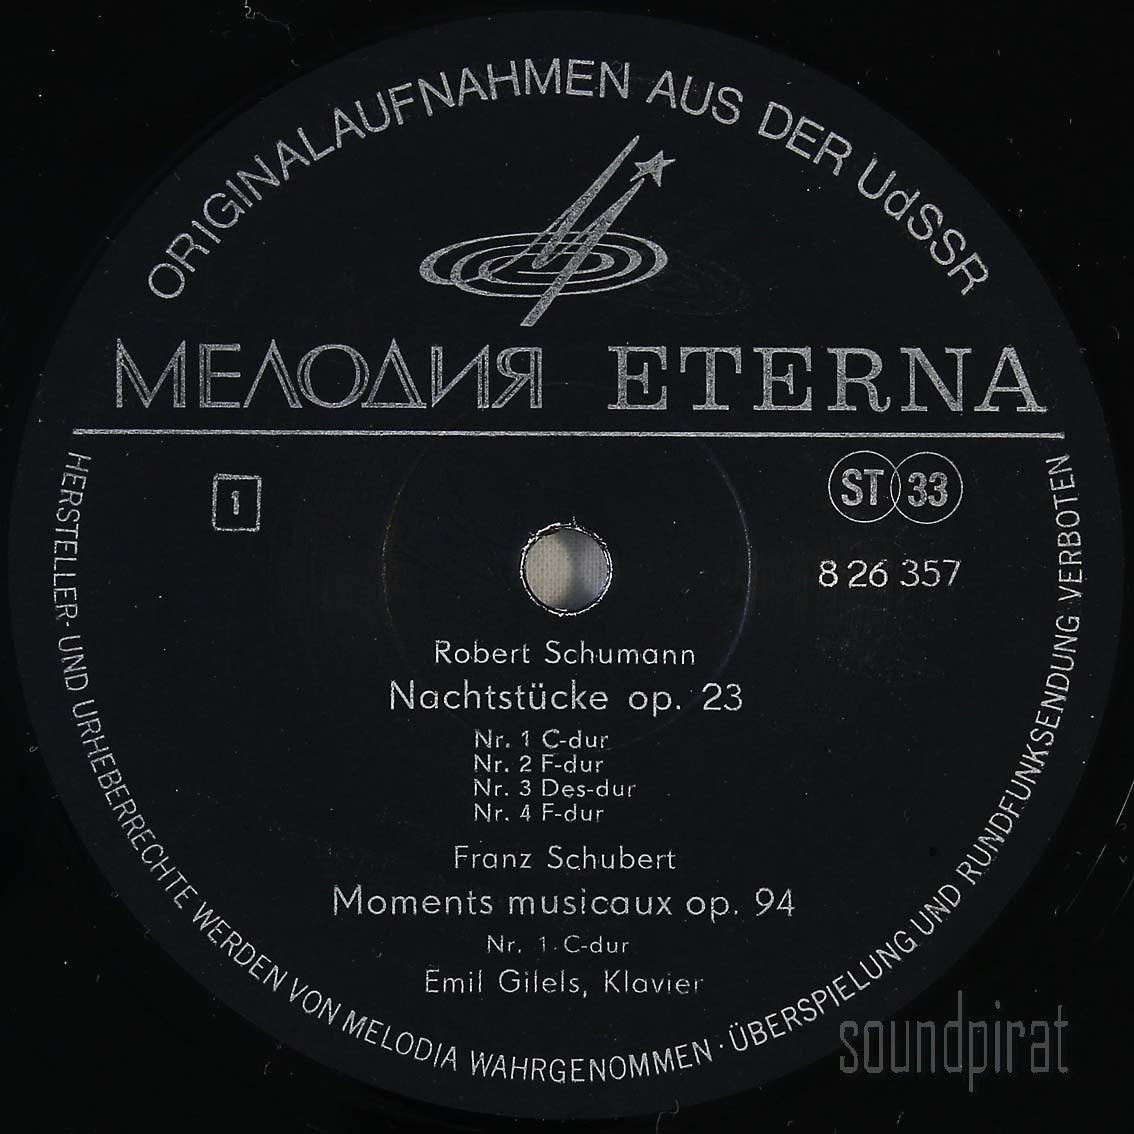 ORIGINALAUFNAHMEN AUS DER UdSSR
МЕЛОДИЯ ETERNA
1
ST 33
8 26 357
Robert Schumann
Nachtstücke op. 23
Nr. 1 C-dur
Nr. 2 F-dur
Nr. 3 Des-dur
Nr. 4 F-dur
Franz Schubert
Moments musicaux op. 94
Nr. 1 C-dur
Emil Gilels, Klavier
HERSTELLER- UND URHEBERRECHTE WERDEN VON MELODIA WAHRGENOMMEN · ÜBERSPIELUNG UND RUNDFUNKSENDUNG VERBOTEN
soundpirat